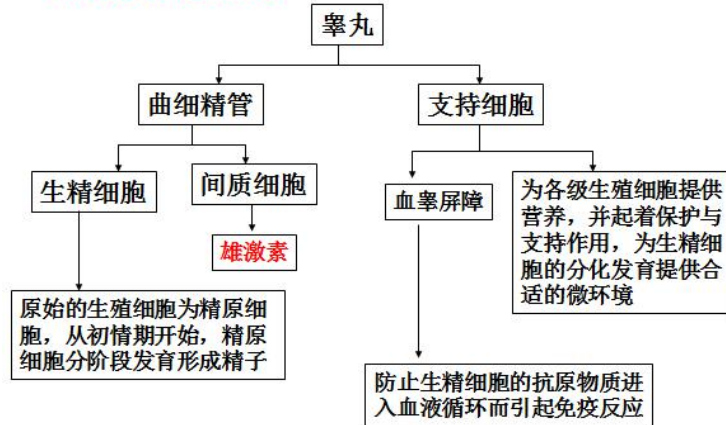 睾丸
曲细精管
支持细胞
生精细胞
间质细胞
血睾屏障
为各级生殖细胞提供
营养，并起着保护与
支持作用，为生精细
胞的分化发育提供合
适的微环境
雄激素
原始的生殖细胞为精原细
胞，从初情期开始，精原
细胞分阶段发育形成精子
防止生精细胞的抗原物质进
入血液循环而引起免疫反应